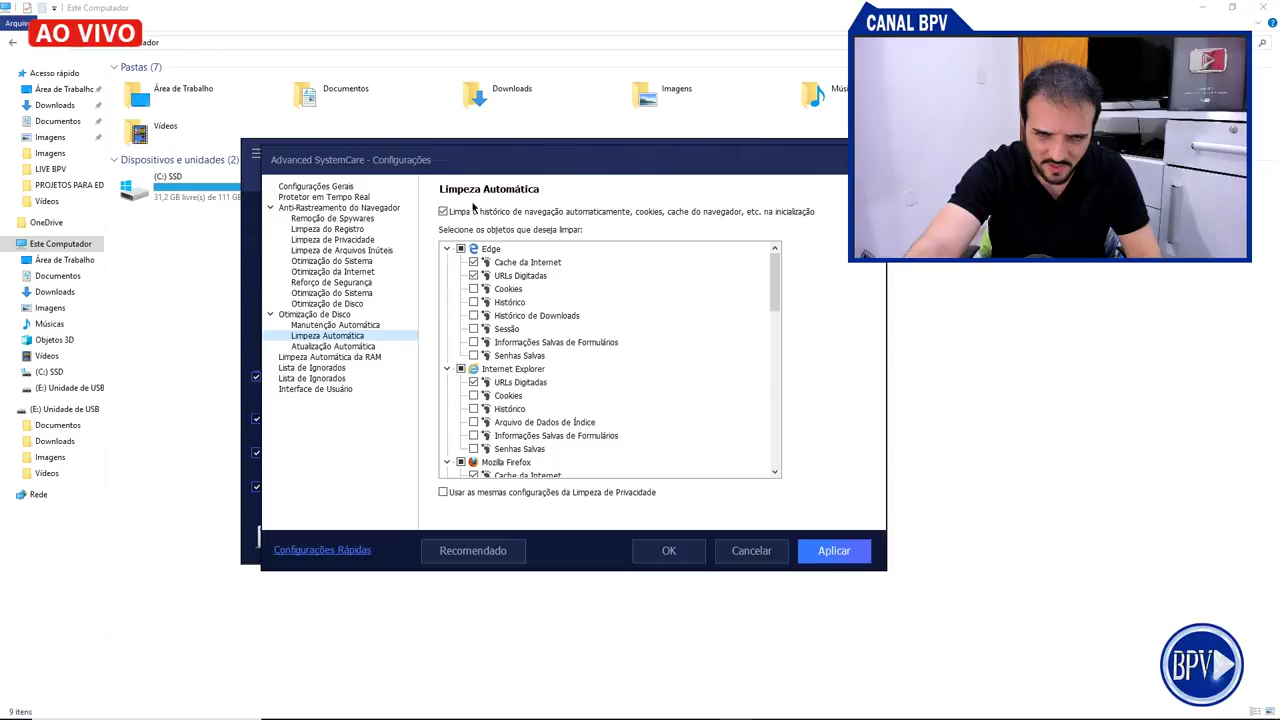 Este Computador
Arquivo
AO VIVO
CANAL BPV
Acesso rápido
Área de Trabalhc
Downloads
Documentos
Imagens
Imagens
LIVE BPV
PROJETOS PARA ED
Vídeos
OneDrive
Este Computador
Área de Trabalho
Documentos
Downloads
Imagens
Músicas
Objetos 3D
Vídeos
(C:) SSD
(E:) Unidade de USB
(E:) Unidade de USB
Documentos
Downloads
Imagens
Vídeos
Rede
9 itens
Pastas (7)
Área de Trabalho
Documentos
Downloads
Imagens
Vídeos
Dispositivos e unidades (2)
(C:) SSD
31,2 GB livre(s) de 111 GB
Advanced SystemCare - Configurações
Configurações Gerais
Protetor em Tempo Real
Anti-Rastreamento do Navegador
Remoção de Spywares
Limpeza do Registro
Limpeza de Privacidade
Limpeza de Arquivos Inúteis
Otimização do Sistema
Otimização da Internet
Reforço de Segurança
Otimização do Sistema
Otimização de Disco
Otimização de Disco
Manutenção Automática
Limpeza Automática
Atualização Automática
Limpeza Automática da RAM
Lista de Ignorados
Lista de Ignorados
Interface de Usuário
Limpeza Automática
Limpa o histórico de navegação automaticamente, cookies, cache do navegador, etc. na inicialização
Selecione os objetos que deseja limpar:
Edge
Cache da Internet
URLs Digitadas
Cookies
Histórico
Histórico de Downloads
Sessão
Informações Salvas de Formulários
Senhas Salvas
Internet Explorer
URLs Digitadas
Cookies
Histórico
Arquivo de Dados de Índice
Informações Salvas de Formulários
Senhas Salvas
Mozilla Firefox
Cache da Internet
Usar as mesmas configurações da Limpeza de Privacidade
Configurações Rápidas
Recomendado
OK
Cancelar
Aplicar
BPV